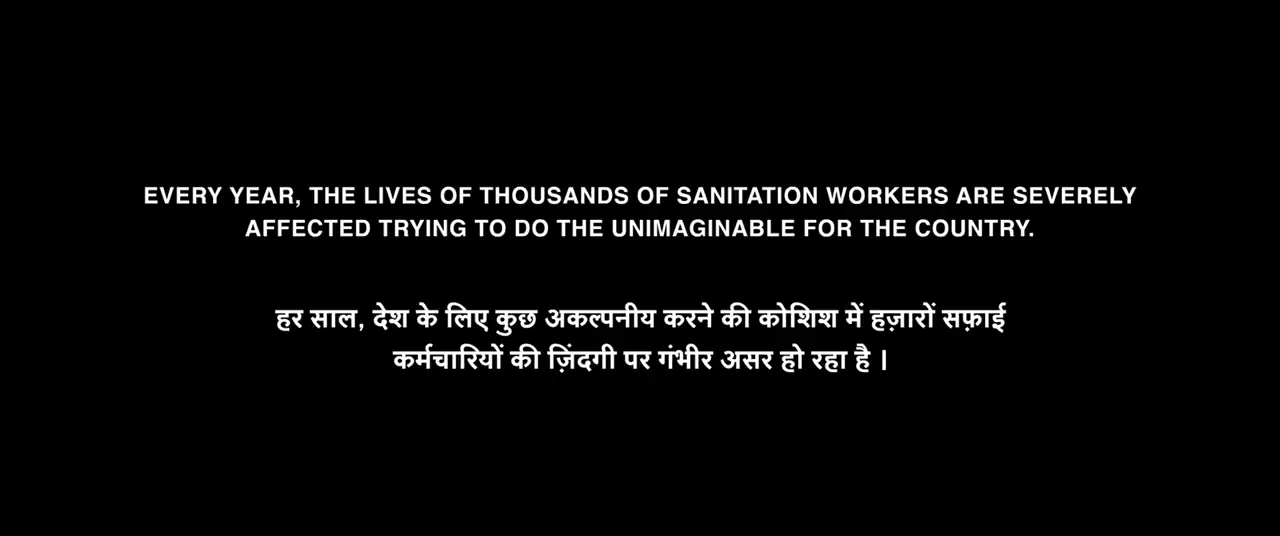 EVERY YEAR, THE LIVES OF THOUSANDS OF SANITATION WORKERS ARE SEVERELY
AFFECTED TRYING TO DO THE UNIMAGINABLE FOR THE COUNTRY.
हर साल, देश के लिए कुछ अकल्पनीय करने की कोशिश में हज़ारों सफ़ाई
कर्मचारियों की ज़िंदगी पर गंभीर असर हो रहा है |